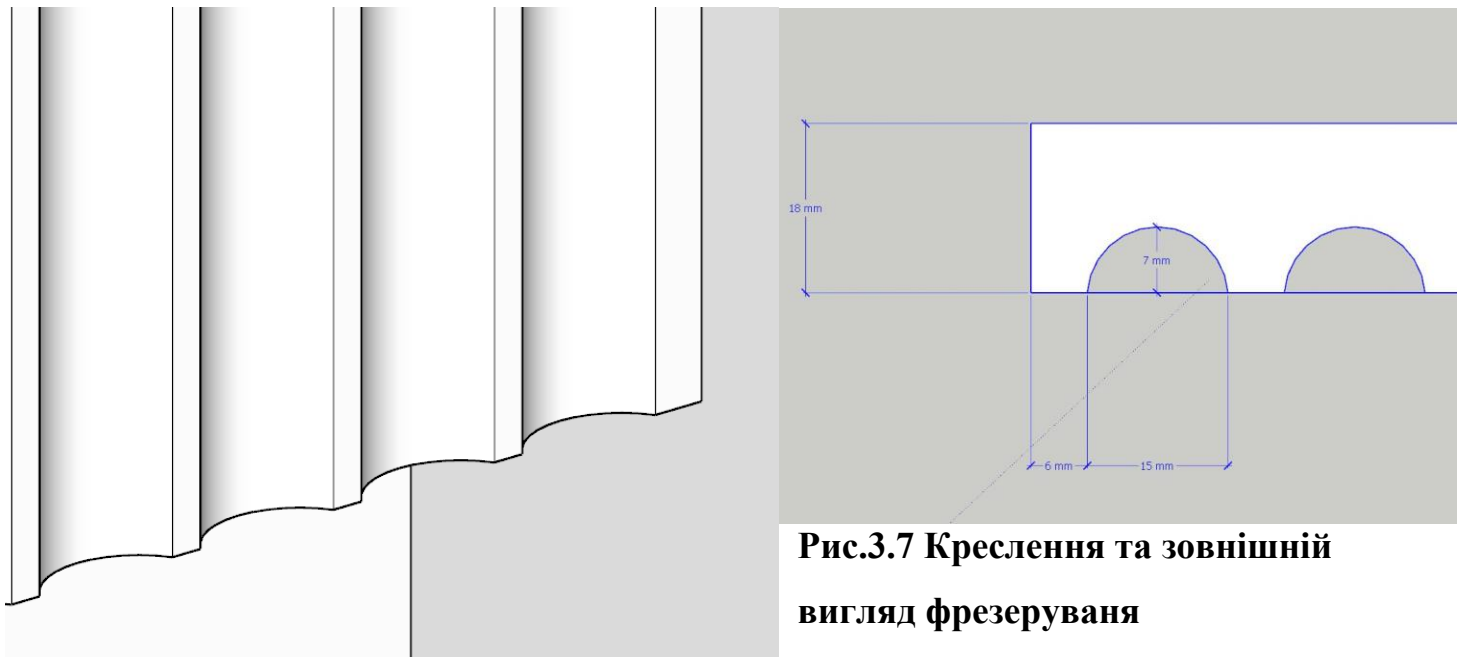 18 mm
7 mm
6 mm
15 mm
Рис.3.7 Креслення та зовнішній
вигляд фрезеруваня